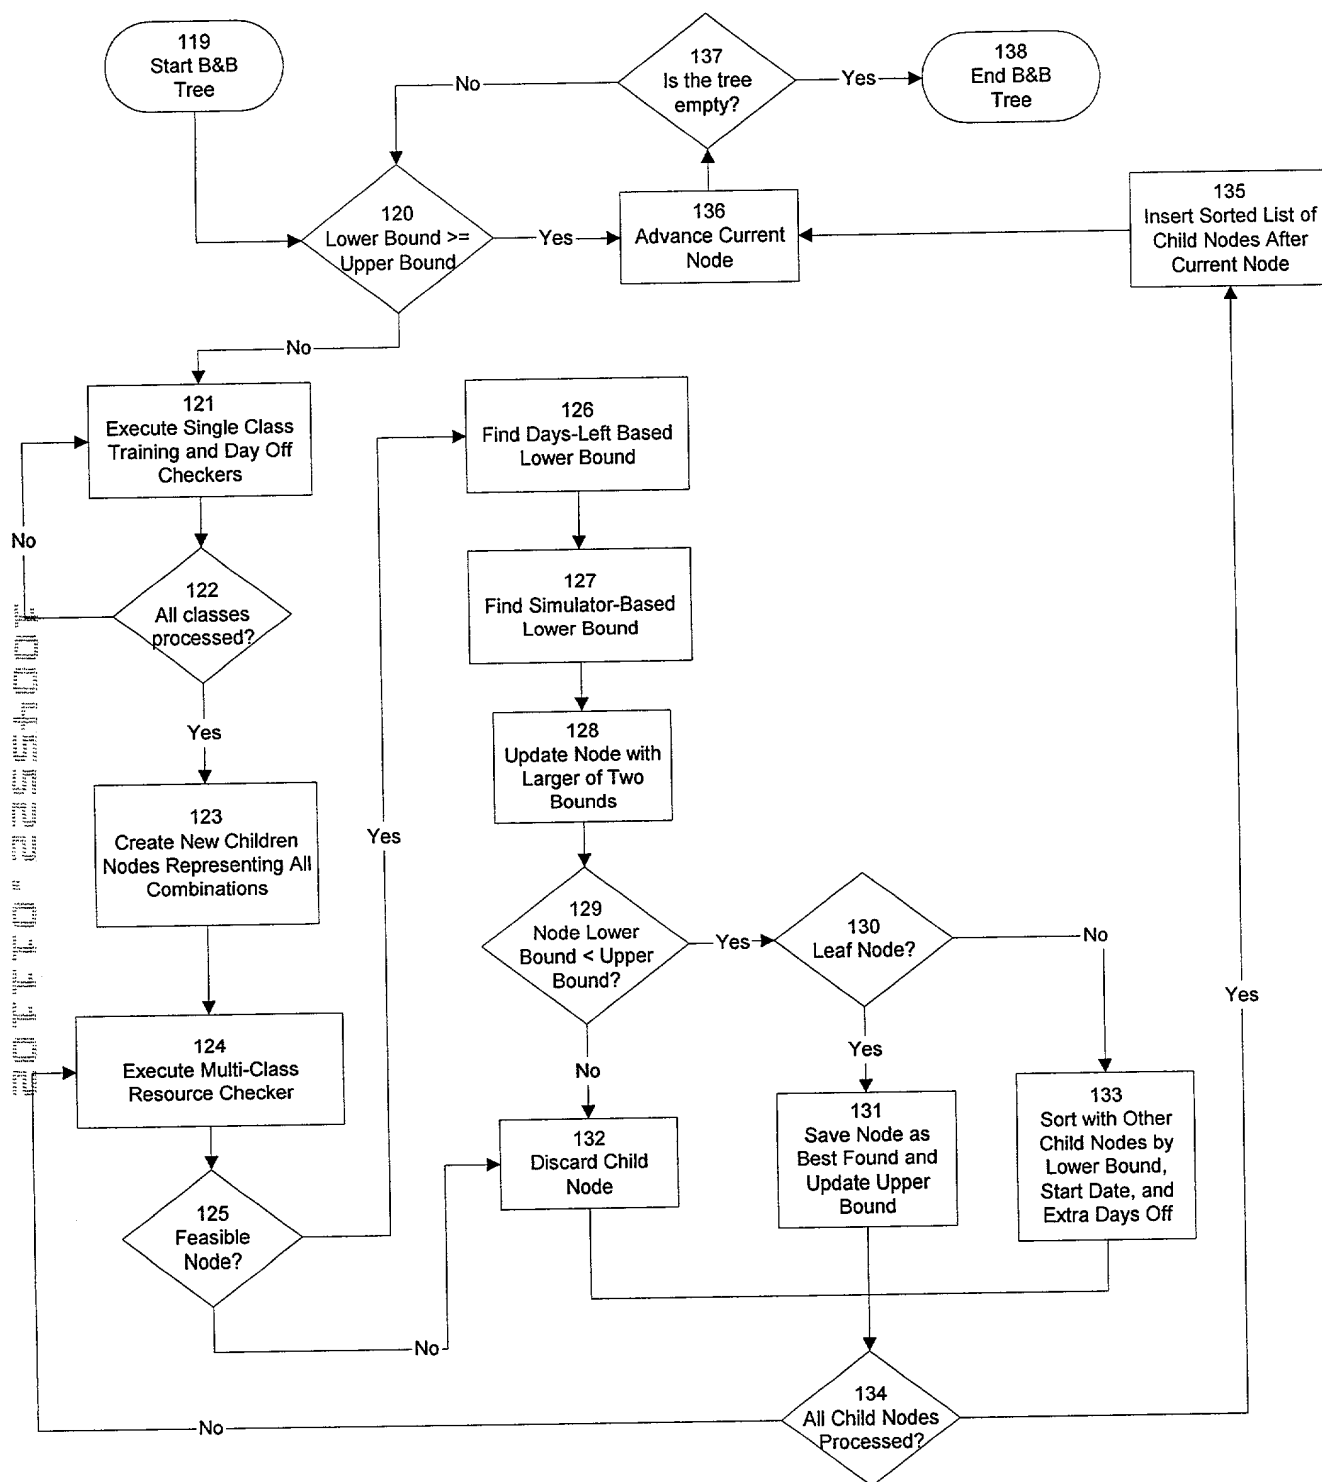 119
Start B&B
Tree
137
Is the tree
empty?
138
End B&B
Tree
No
Yes
120
Lower Bound >=
Upper Bound
Yes
136
Advance Current
Node
135
Insert Sorted List of
Child Nodes After
Current Node
No
121
Execute Single Class
Training and Day Off
Checkers
126
Find Days-Left Based
Lower Bound
No
122
All classes
processed?
127
Find Simulator-Based
Lower Bound
Yes
128
Update Node with
Larger of Two
Bounds
123
Create New Children
Nodes Representing All
Combinations
Yes
129
Node Lower
Bound < Upper
Bound?
Yes
130
Leaf Node?
No
Yes
124
Execute Multi-Class
Resource Checker
No
Yes
132
Discard Child
Node
131
Save Node as
Best Found and
Update Upper
Bound
133
Sort with Other
Child Nodes by
Lower Bound,
Start Date, and
Extra Days Off
125
Feasible
Node?
No
134
All Child Nodes
Processed?
No
10045522 .011102